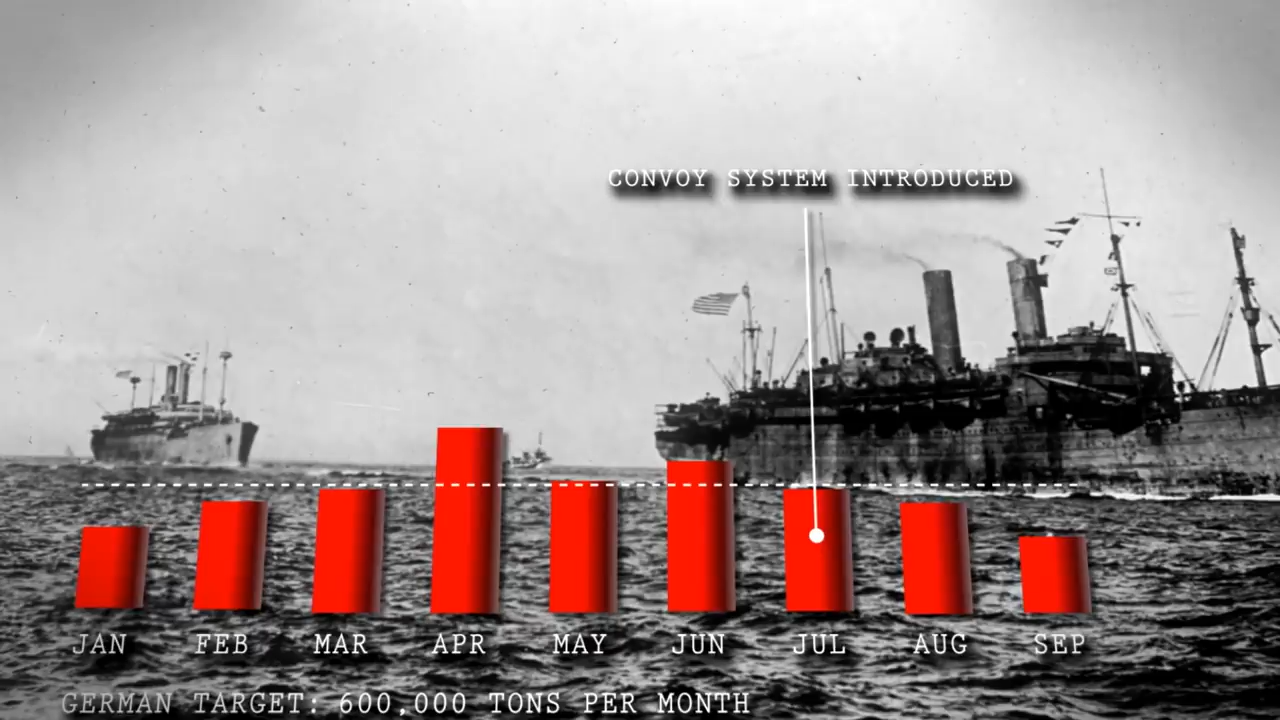 CONVOY SYSTEM INTRODUCED
JAN FEB MAR APR MAY JUN JUL AUG SEP
GERMAN TARGET: 600,000 TONS PER MONTH